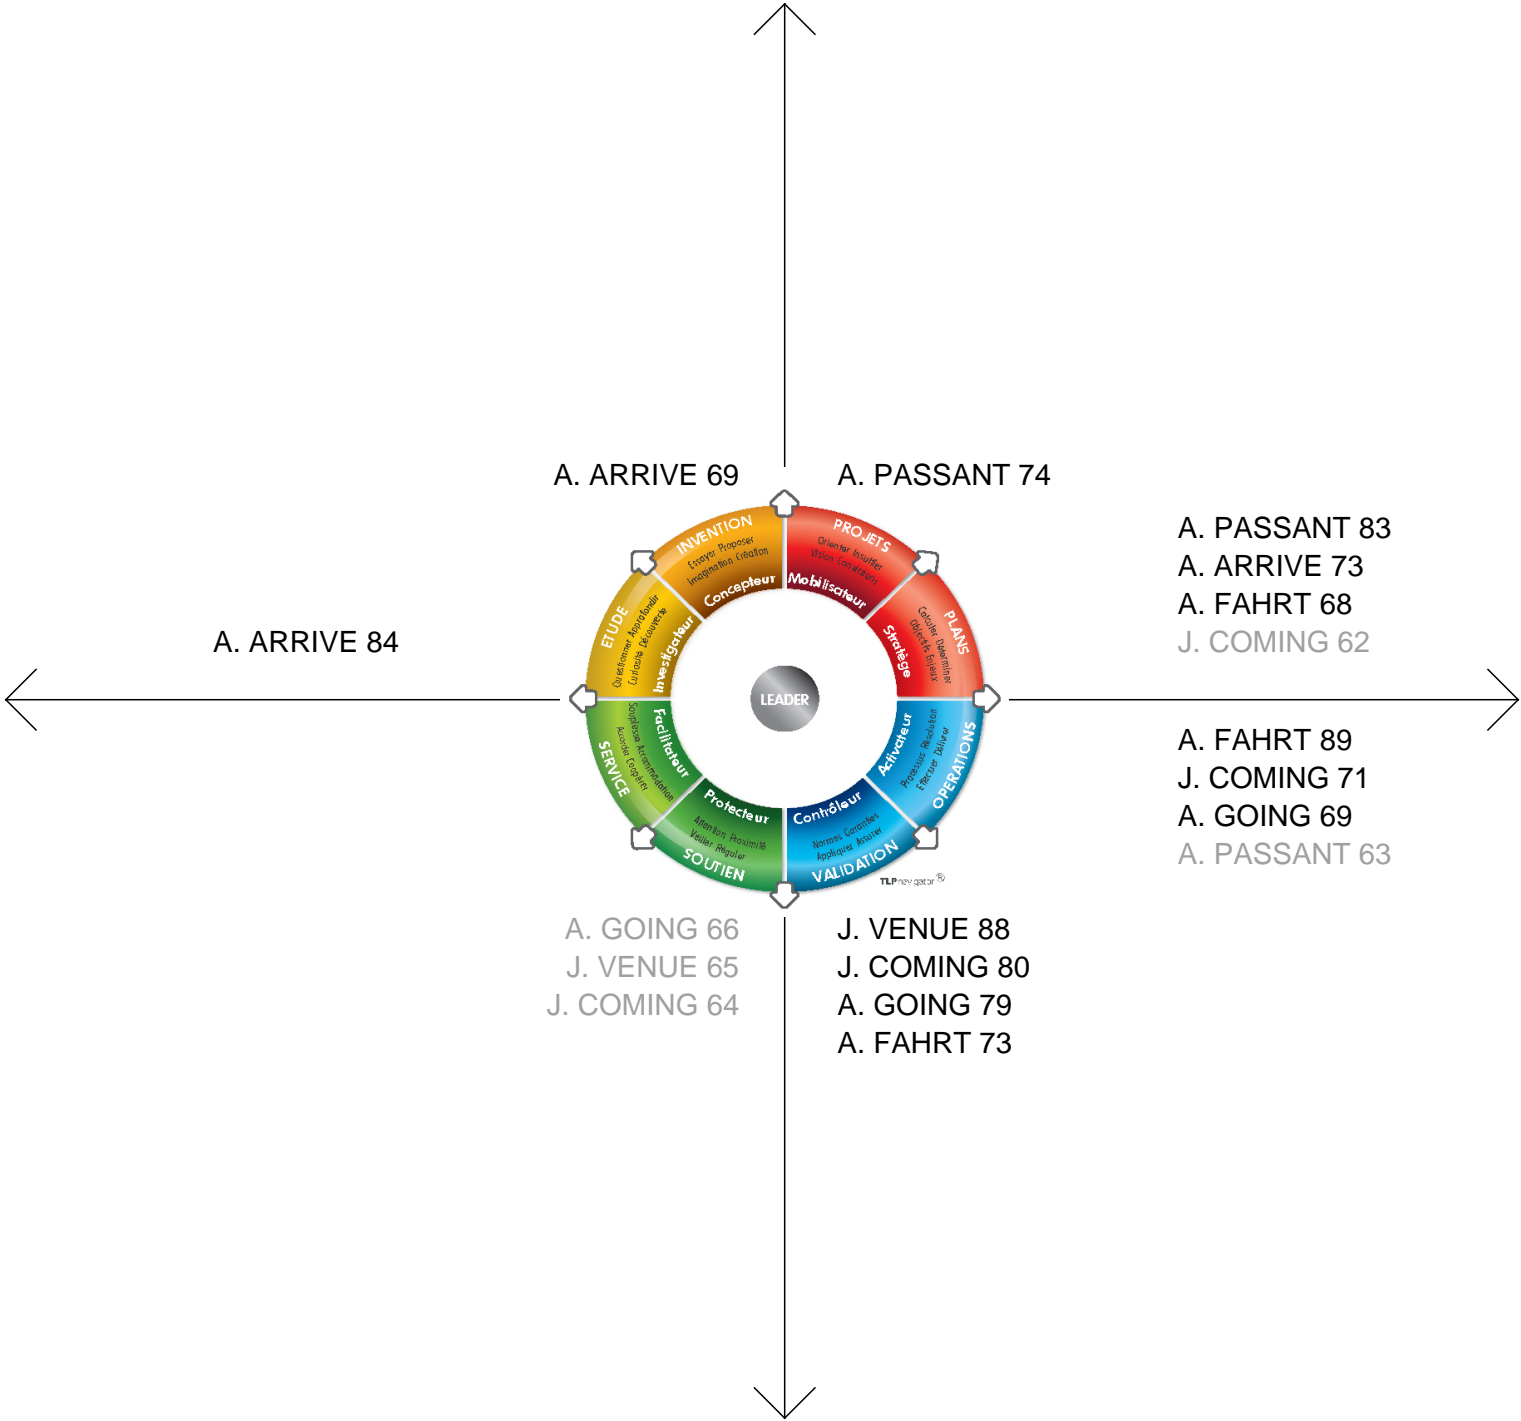 A. ARRIVE 69
A. PASSANT 74
A. PASSANT 83
A. ARRIVE 73
A. FAHRT 68
J. COMING 62
A. ARRIVE 84
INVENTION
Essayer Proposer
Imagination Création
Concepteur
PROJETS
Orienter Insuffler
Vision Convictions
Mobilisateur
ETUDE
Questionner Approfondir
Curiosité Découverte
Investigateur
PLANS
Calculer Déterminer
Objectifs Enjeux
Stratège
LEADER
SERVICE
Accorder Coopérer
Souplesse Accommodation
Facilitateur
OPERATIONS
Effectuer Délivrer
Processus Résolution
Activateur
Protecteur
Attention Proximité
Veiller Réguler
SOUTIEN
Contrôleur
Normes Garanties
Appliquer Assurer
VALIDATION
TLP navigator ®
A. FAHRT 89
J. COMING 71
A. GOING 69
A. PASSANT 63
A. GOING 66
J. VENUE 65
J. COMING 64
J. VENUE 88
J. COMING 80
A. GOING 79
A. FAHRT 73